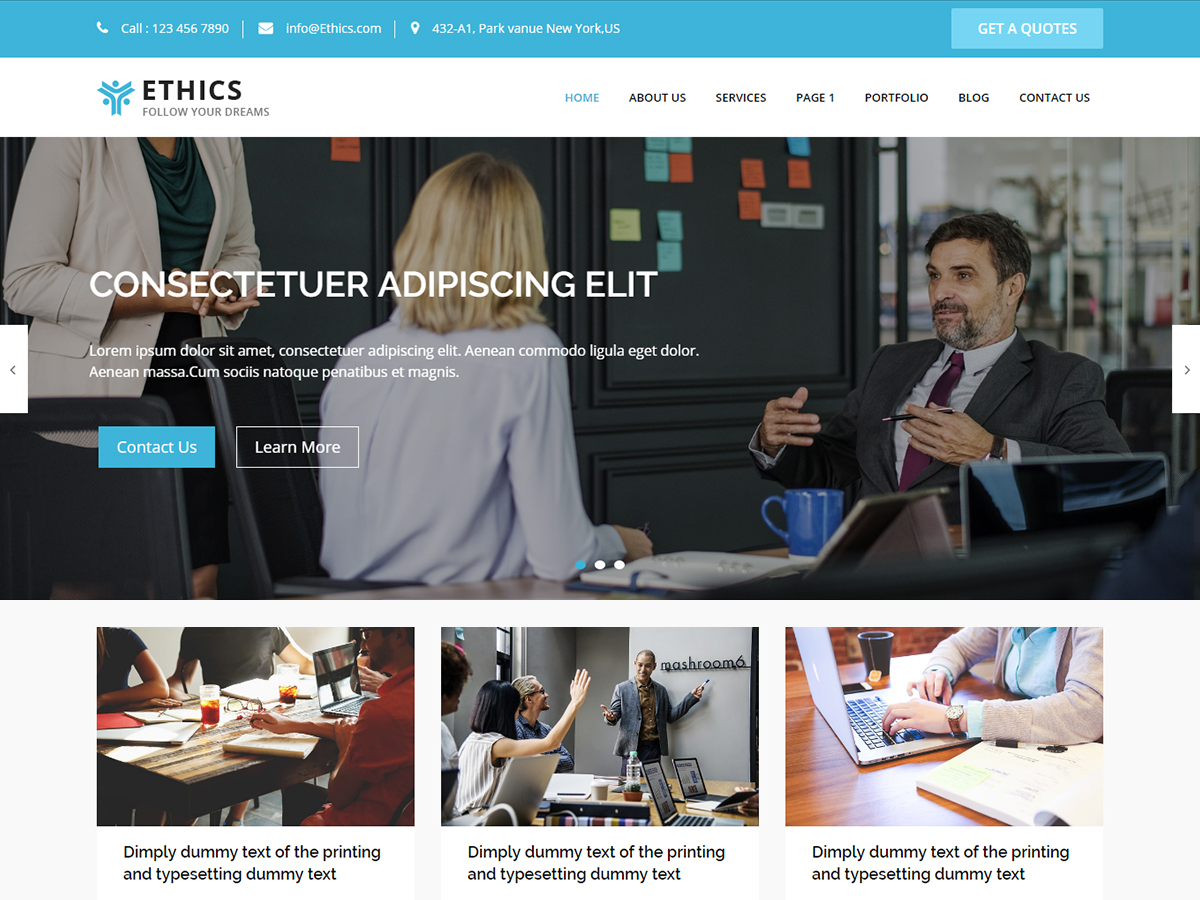 Call : 123 456 7890
info@Ethics.com
432-A1, Park vanue New York,US
GET A QUOTES
ETHICS
FOLLOW YOUR DREAMS
HOME ABOUT US SERVICES PAGE 1 PORTFOLIO BLOG CONTACT US
CONSECTETUER ADIPISCING ELIT
Lorem ipsum dolor sit amet, consectetuer adipiscing elit. Aenean commodo ligula eget dolor.
Aenean massa.Cum sociis natoque penatibus et magnis.
Contact Us
Learn More
mashroom6
Dimply dummy text of the printing
and typesetting dummy text
Dimply dummy text of the printing
and typesetting dummy text
Dimply dummy text of the printing
and typesetting dummy text